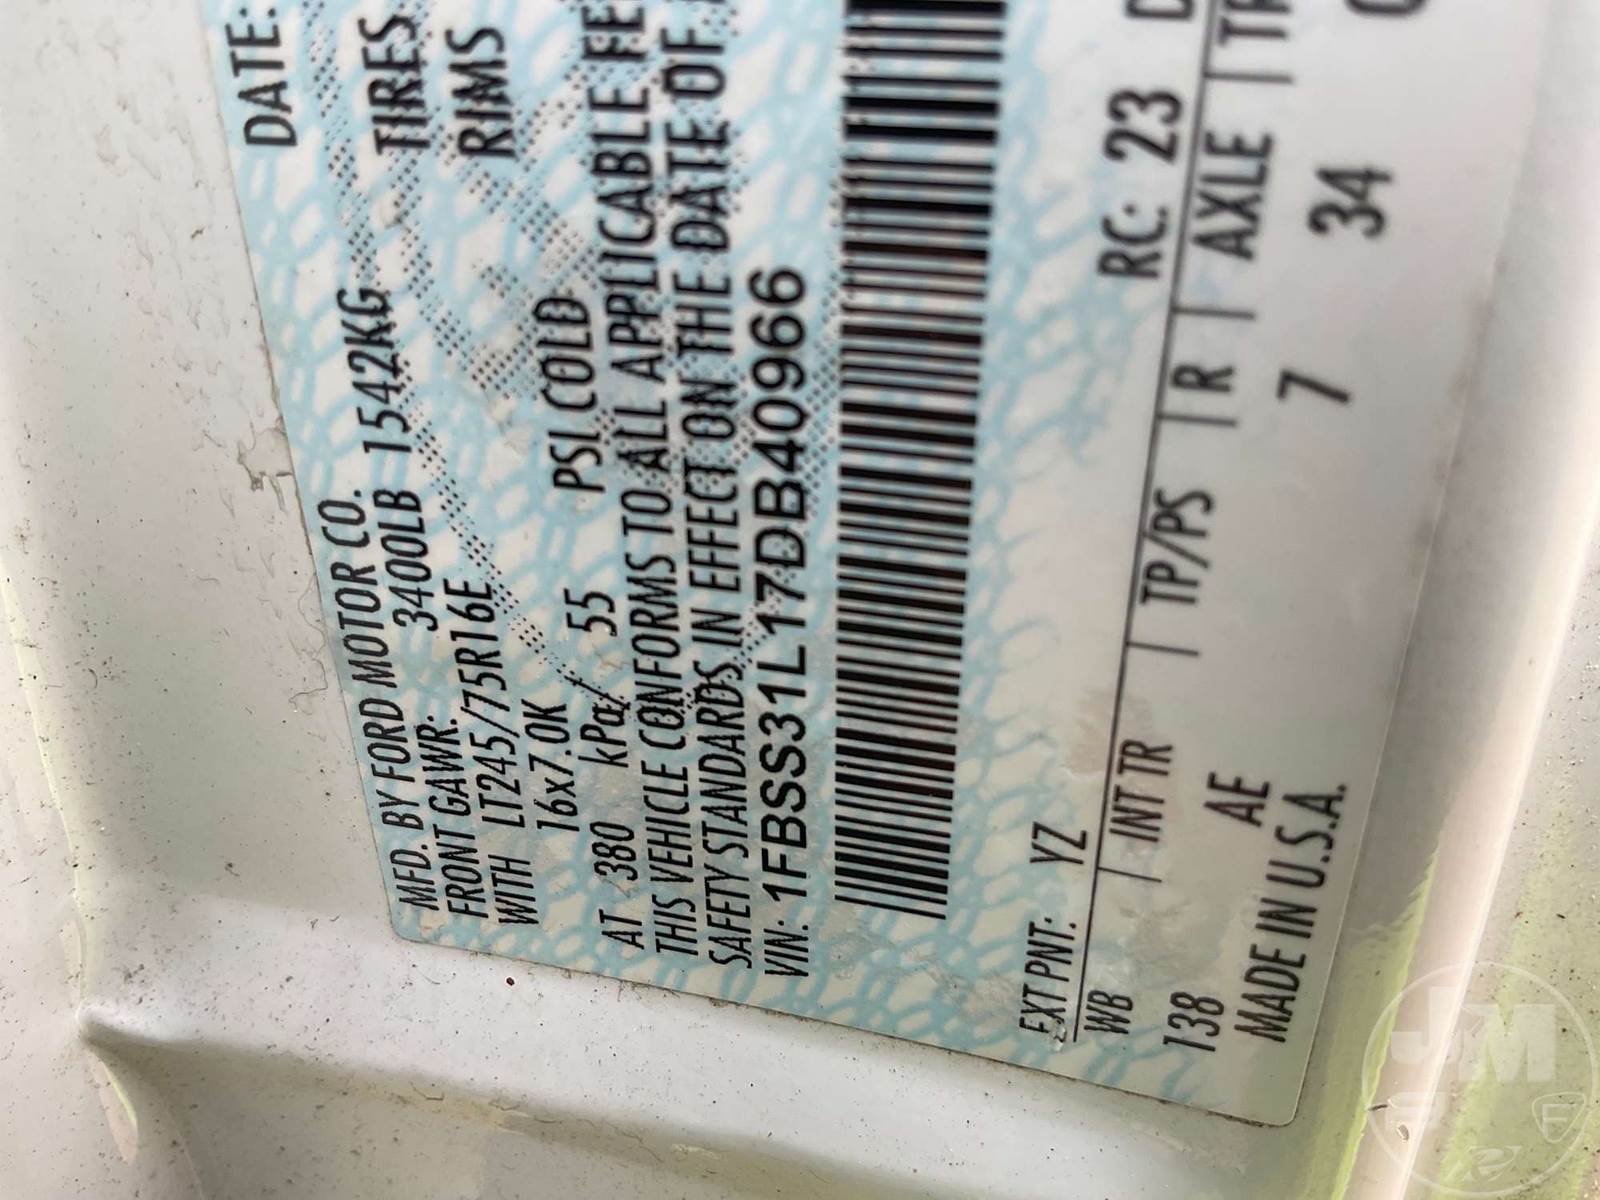 DATE:
MFD. BY FORD MOTOR CO.
FRONT GAWR: 3400LB 1542KG
TIRES
WITH LT245/75R16E
RIMS
16x7.0K
AT 380 kPa/ 55 PSI COLD
THIS VEHICLE CONFORMS TO ALL APPLICABLE
SAFETY STANDARDS IN EFFECT ON THE DATE OF
VIN: 1FBSS31L17DB40966
EXT PNT: YZ RC: 23
WB | INT TR | TP/PS | R | AXLE |
138 AE 7 34
MADE IN U.S.A.
JM